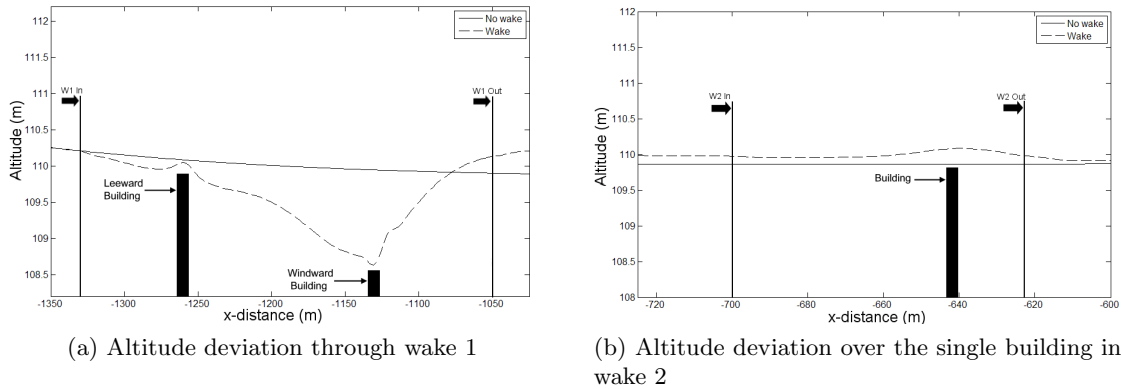 112
111.5
111
110.5
110
109.5
109
108.5
Altitude (m)
No wake
Wake
W1 In
W1 Out
Leeward
Building
Windward
Building
-1350
-1300
-1250
-1200
-1150
-1100
-1050
x-distance (m)
(a) Altitude deviation through wake 1
112
111.5
111
110.5
110
109.5
109
108.5
108
Altitude (m)
No wake
Wake
W2 In
W2 Out
Building
-720
-700
-680
-660
-640
-620
-600
x-distance (m)
(b) Altitude deviation over the single building in
wake 2